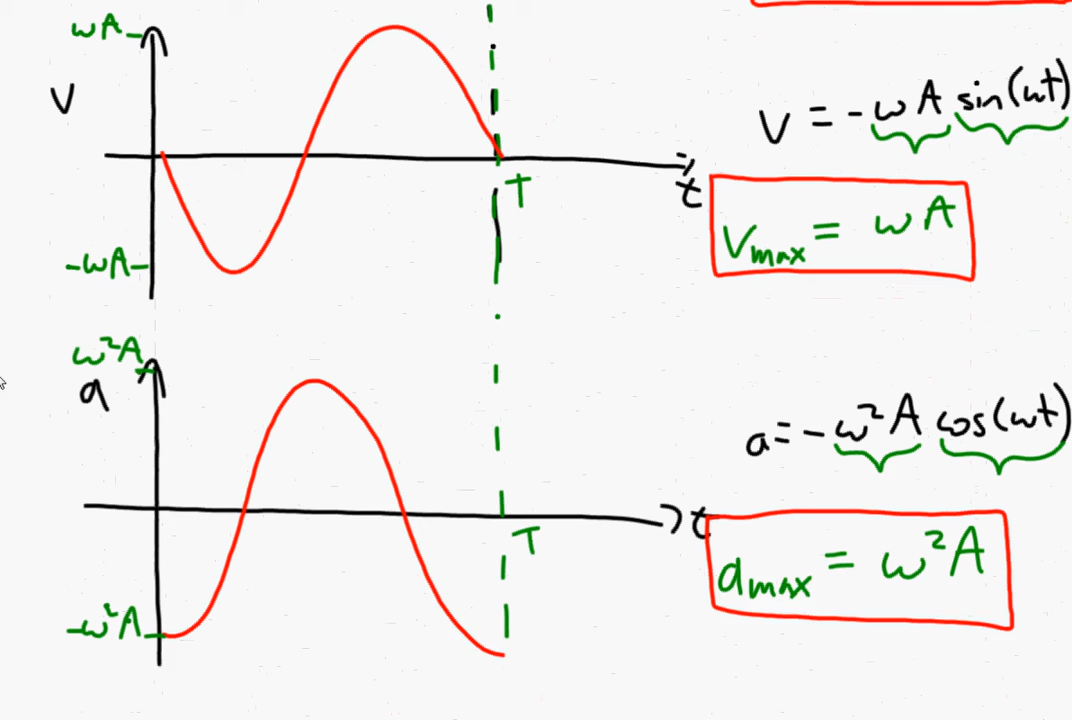 ωA
V
-ωA
T
t
V = -ωA sin(ωt)
Vmax = ωA
ω²A
a
-ω²A
T
t
a = -ω²A cos(ωt)
amax = ω²A